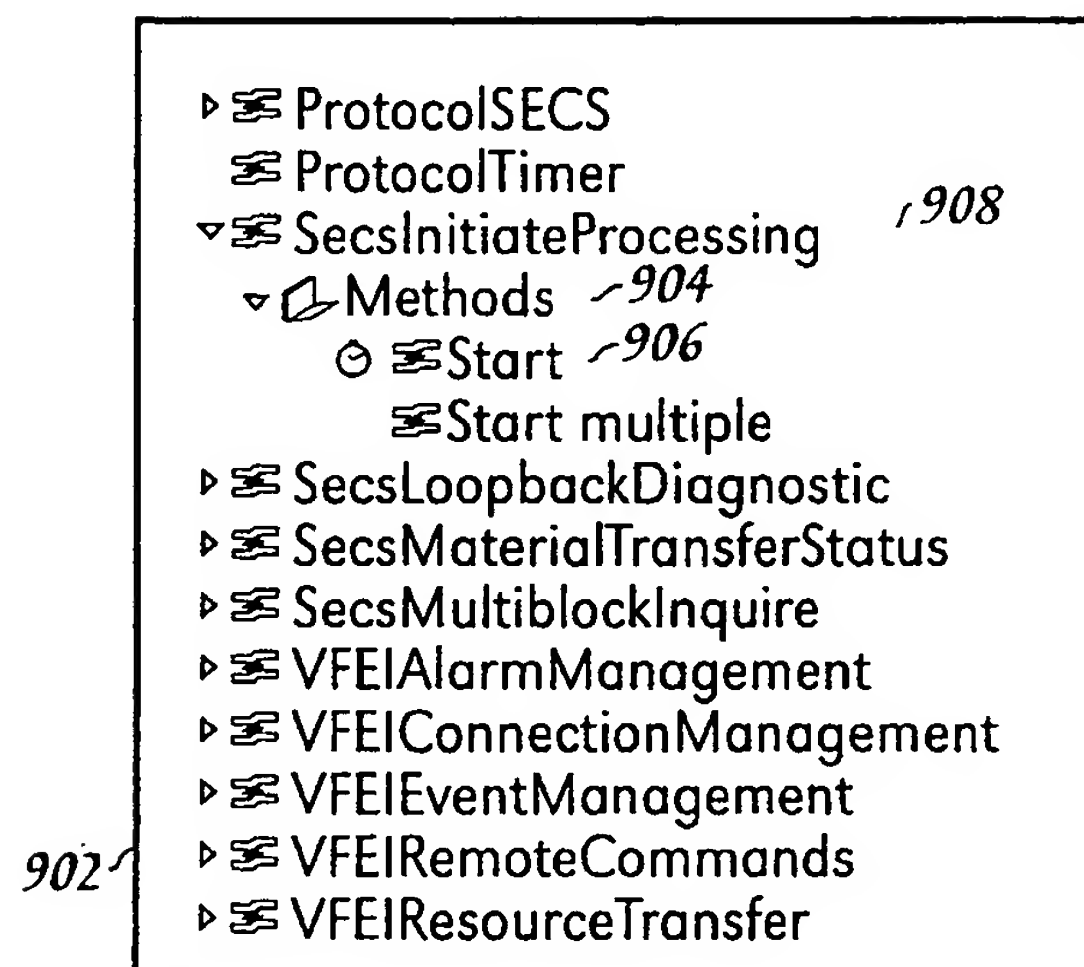 ProtocolSECS
ProtocolTimer
908
SecsInitiateProcessing
Methods 904
Start 906
Start multiple
SecsLoopbackDiagnostic
SecsMaterialTransferStatus
SecsMultiblockInquire
VFEIAlarmManagement
VFEIConnectionManagement
VFEIEventManagement
902 VFEIRemoteCommands
VFEIResourceTransfer